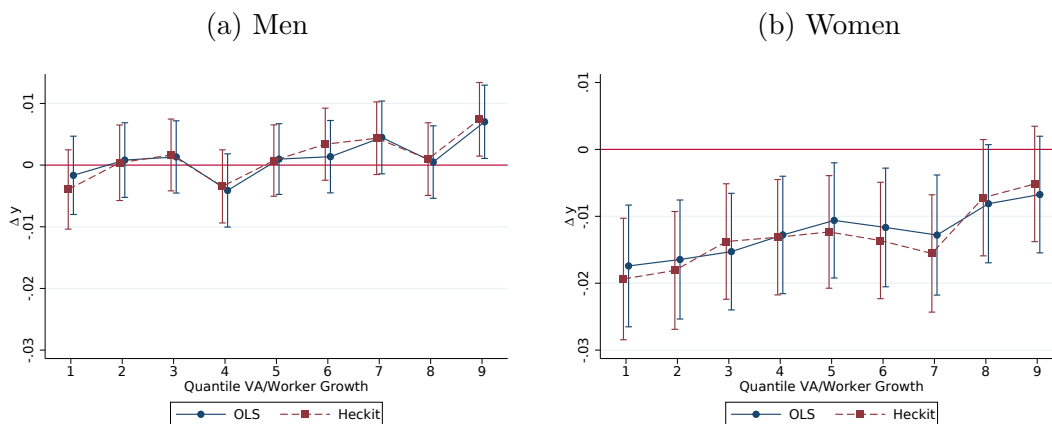 (a) Men
.01
0
-.01
-.02
-.03
Δ y
1 2 3 4 5 6 7 8 9
Quantile VA/Worker Growth
OLS Heckit
(b) Women
.01
0
-.01
-.02
-.03
Δ y
1 2 3 4 5 6 7 8 9
Quantile VA/Worker Growth
OLS Heckit